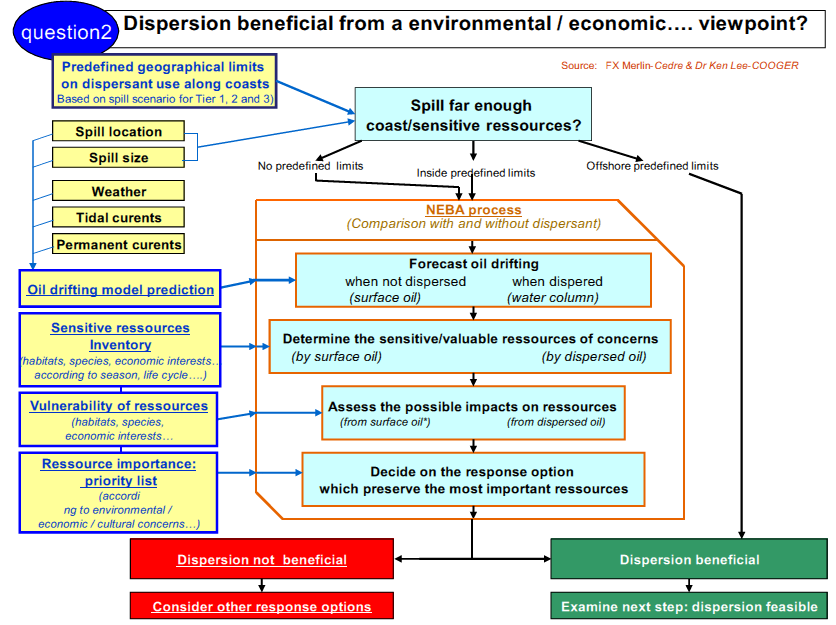 question2
Dispersion beneficial from a environmental / economic…. viewpoint?
Source: FX Merlin-Cedre & Dr Ken Lee-COOGER
Predefined geographical limits
on dispersant use along coasts
Based on spill scenario for Tier 1, 2 and 3)
Spill far enough
coast/sensitive ressources?
Spill location
Spill size
Weather
Tidal curents
Permanent curents
No predefined limits
Inside predefined limits
Offshore predefined limits
NEBA process
(Comparison with and without dispersant)
Oil drifting model prediction
Forecast oil drifting
when not dispersed when dispered
(surface oil) (water column)
Sensitive ressources
Inventory
(habitats, species, economic interests…
according to season, life cycle….)
Determine the sensitive/valuable ressources of concerns
(by surface oil) (by dispersed oil)
Vulnerability of ressources
(habitats, species,
economic interests…
Assess the possible impacts on ressources
(from surface oil*) (from dispersed oil)
Ressource importance:
priority list
(accordi
ng to environmental /
economic / cultural concerns…)
Decide on the response option
which preserve the most important ressources
Dispersion not beneficial
Dispersion beneficial
Consider other response options
Examine next step: dispersion feasible